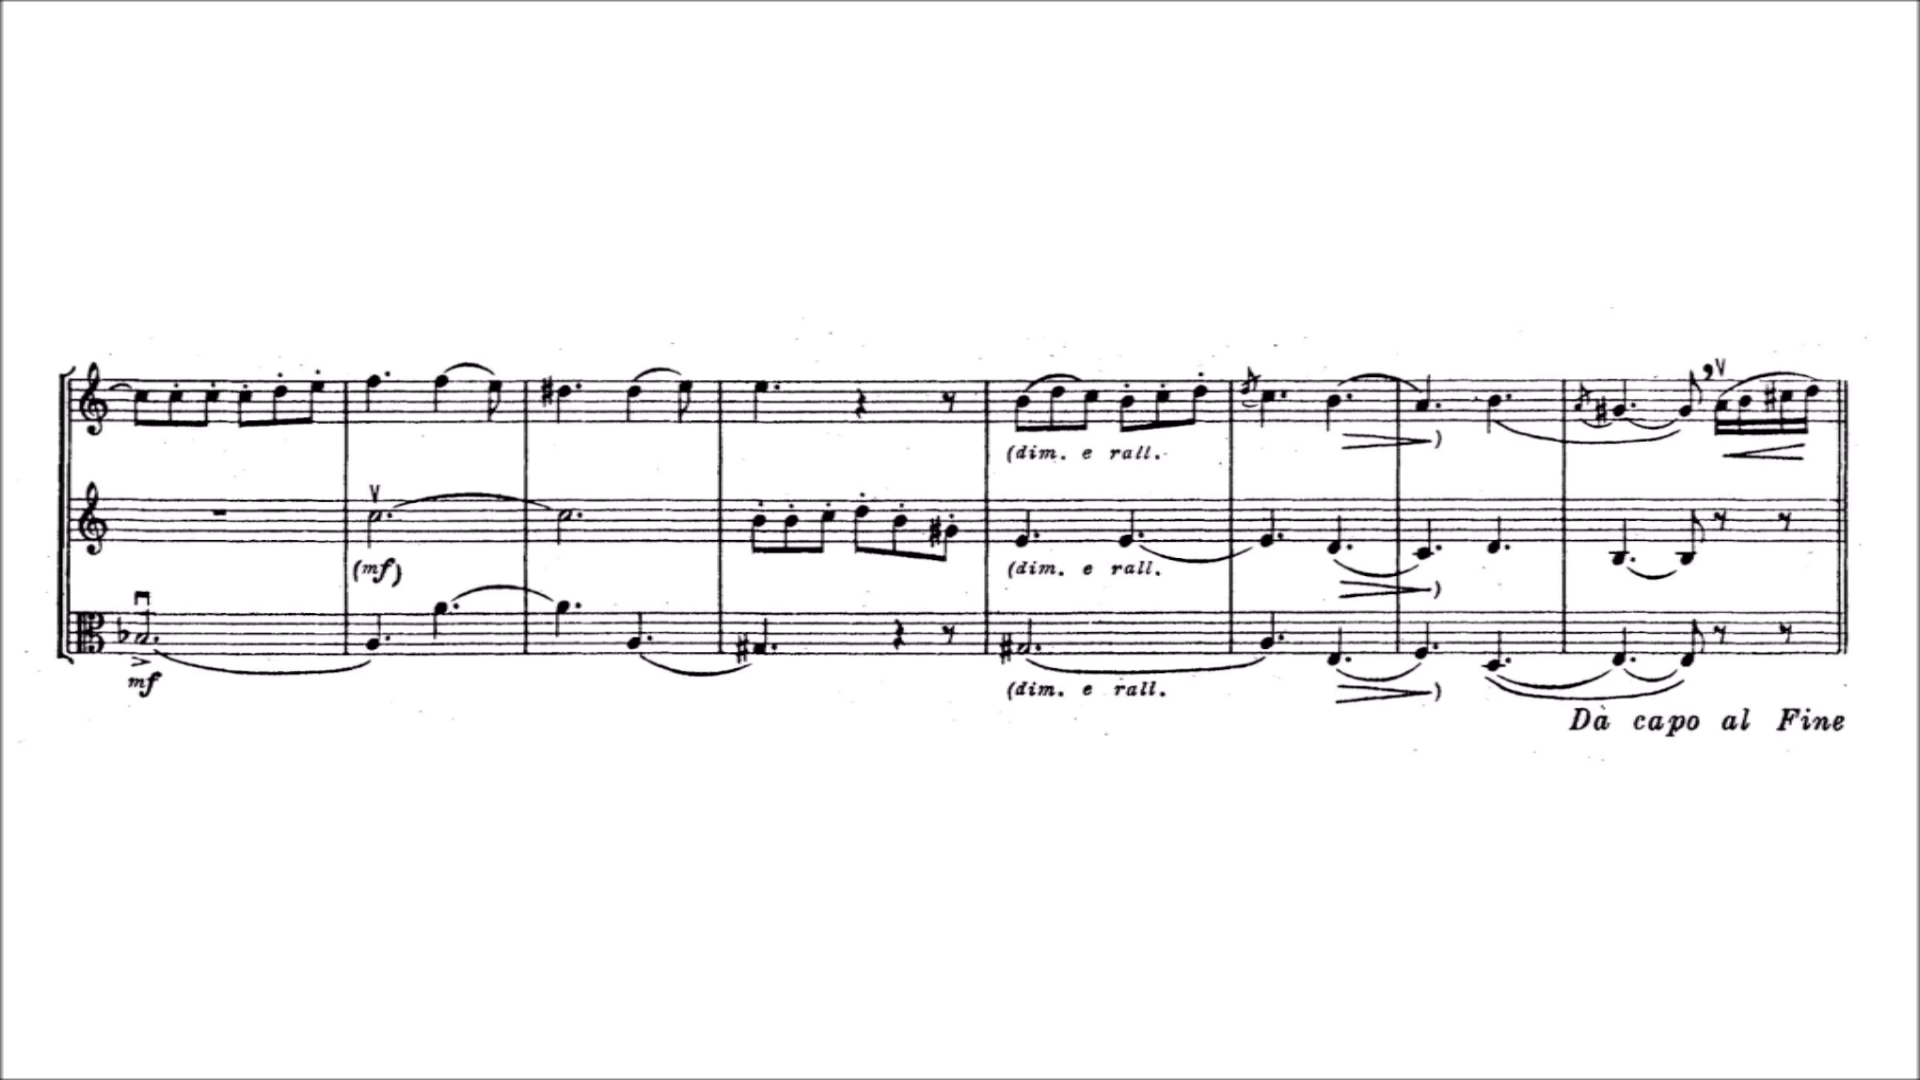 (dim. e rall.
(mf)
(dim. e rall.
mf
(dim. e rall.
Dà capo al Fine